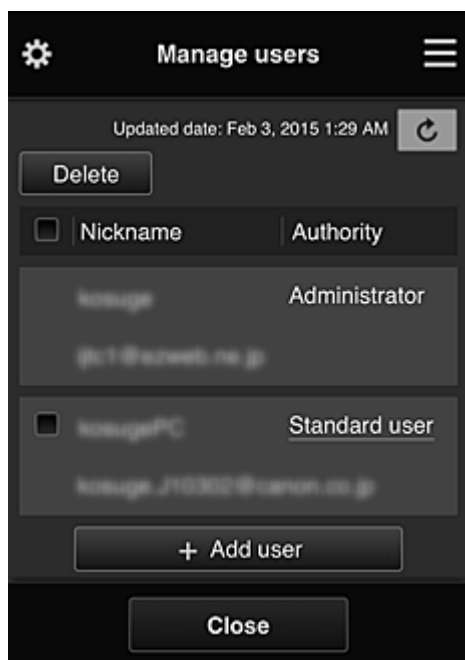 Manage users
Updated date: Feb 3, 2015 1:29 AM
Delete
Nickname Authority
Administrator
Standard user
+ Add user
Close